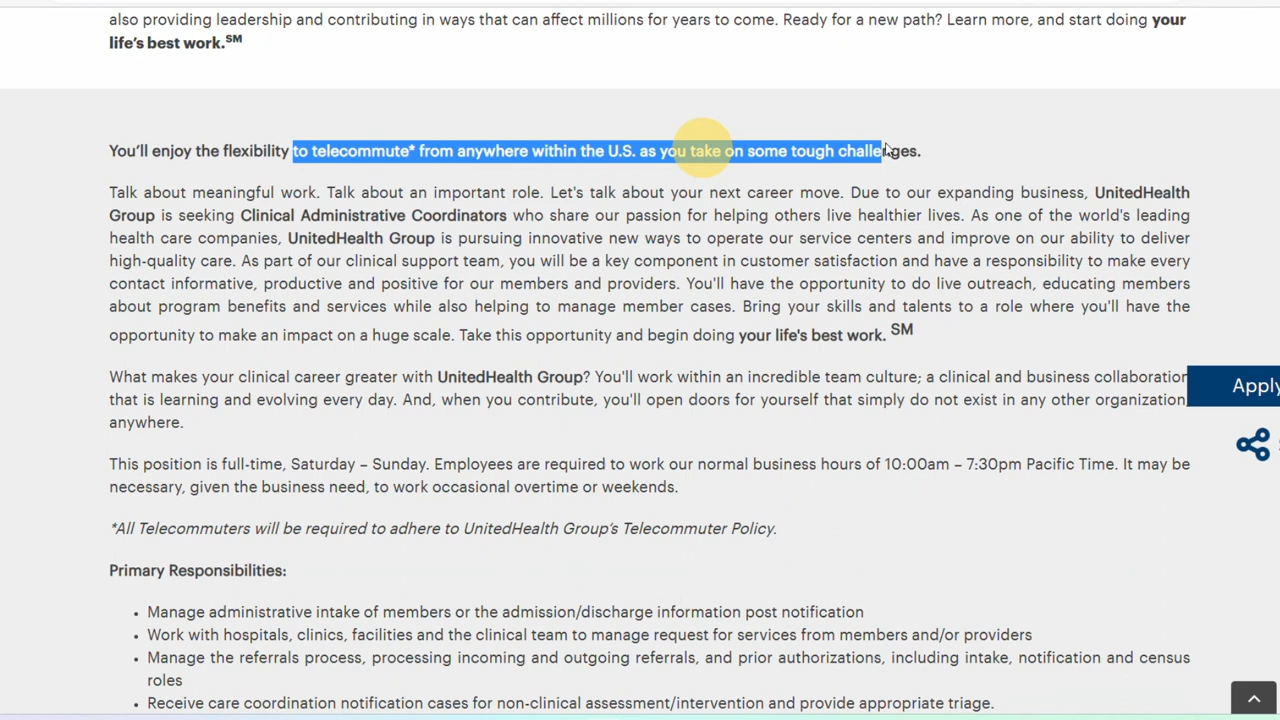 also providing leadership and contributing in ways that can affect millions for years to come. Ready for a new path? Learn more, and start doing your
life's best work.SM
You'll enjoy the flexibility to telecommute* from anywhere within the U.S. as you take on some tough challenges.
Talk about meaningful work. Talk about an important role. Let's talk about your next career move. Due to our expanding business, UnitedHealth
Group is seeking Clinical Administrative Coordinators who share our passion for helping others live healthier lives. As one of the world's leading
health care companies, UnitedHealth Group is pursuing innovative new ways to operate our service centers and improve on our ability to deliver
high-quality care. As part of our clinical support team, you will be a key component in customer satisfaction and have a responsibility to make every
contact informative, productive and positive for our members and providers. You'll have the opportunity to do live outreach, educating members
about program benefits and services while also helping to manage member cases. Bring your skills and talents to a role where you'll have the
opportunity to make an impact on a huge scale. Take this opportunity and begin doing your life's best work. SM
What makes your clinical career greater with UnitedHealth Group? You'll work within an incredible team culture; a clinical and business collaboration
that is learning and evolving every day. And, when you contribute, you'll open doors for yourself that simply do not exist in any other organization,
anywhere.
Apply
This position is full-time, Saturday – Sunday. Employees are required to work our normal business hours of 10:00am – 7:30pm Pacific Time. It may be
necessary, given the business need, to work occasional overtime or weekends.
*All Telecommuters will be required to adhere to UnitedHealth Group's Telecommuter Policy.
Primary Responsibilities:
• Manage administrative intake of members or the admission/discharge information post notification
• Work with hospitals, clinics, facilities and the clinical team to manage request for services from members and/or providers
• Manage the referrals process, processing incoming and outgoing referrals, and prior authorizations, including intake, notification and census
roles
• Receive care coordination notification cases for non-clinical assessment/intervention and provide appropriate triage.